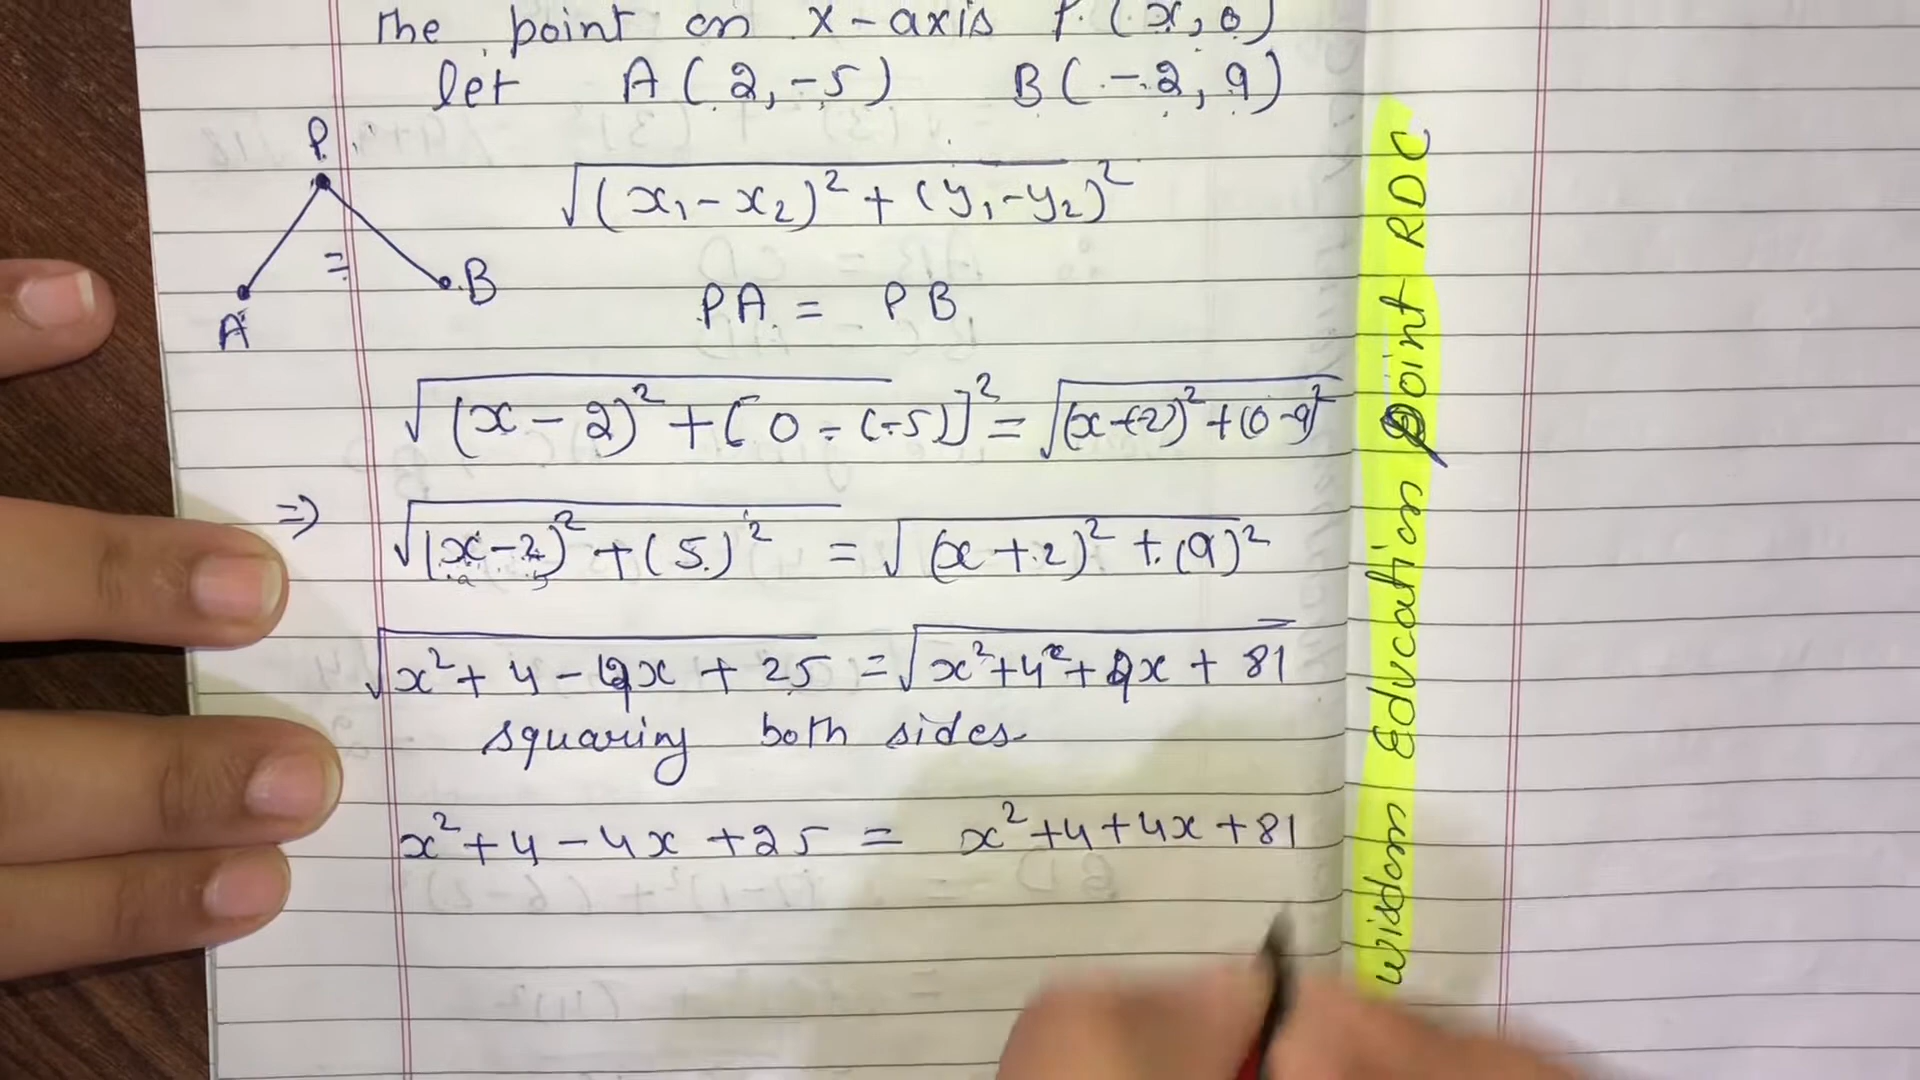 The point on x-axis P(x,0)
let A(2,-5) B(-2,9)
P
√(x₁-x₂)²+(y₁-y₂)²
=
B
A
PA = PB
√(x-2)²+[0-(-5)]² = √(x+2)²+(0-9)²
⇒ √(x-2)²+(5)² = √(x+2)²+(9)²
√x²+4-4x+25 = √x²+4+4x+81
squaring both sides
x²+4-4x+25 = x²+4+4x+81
Wisdom Education Point RDC